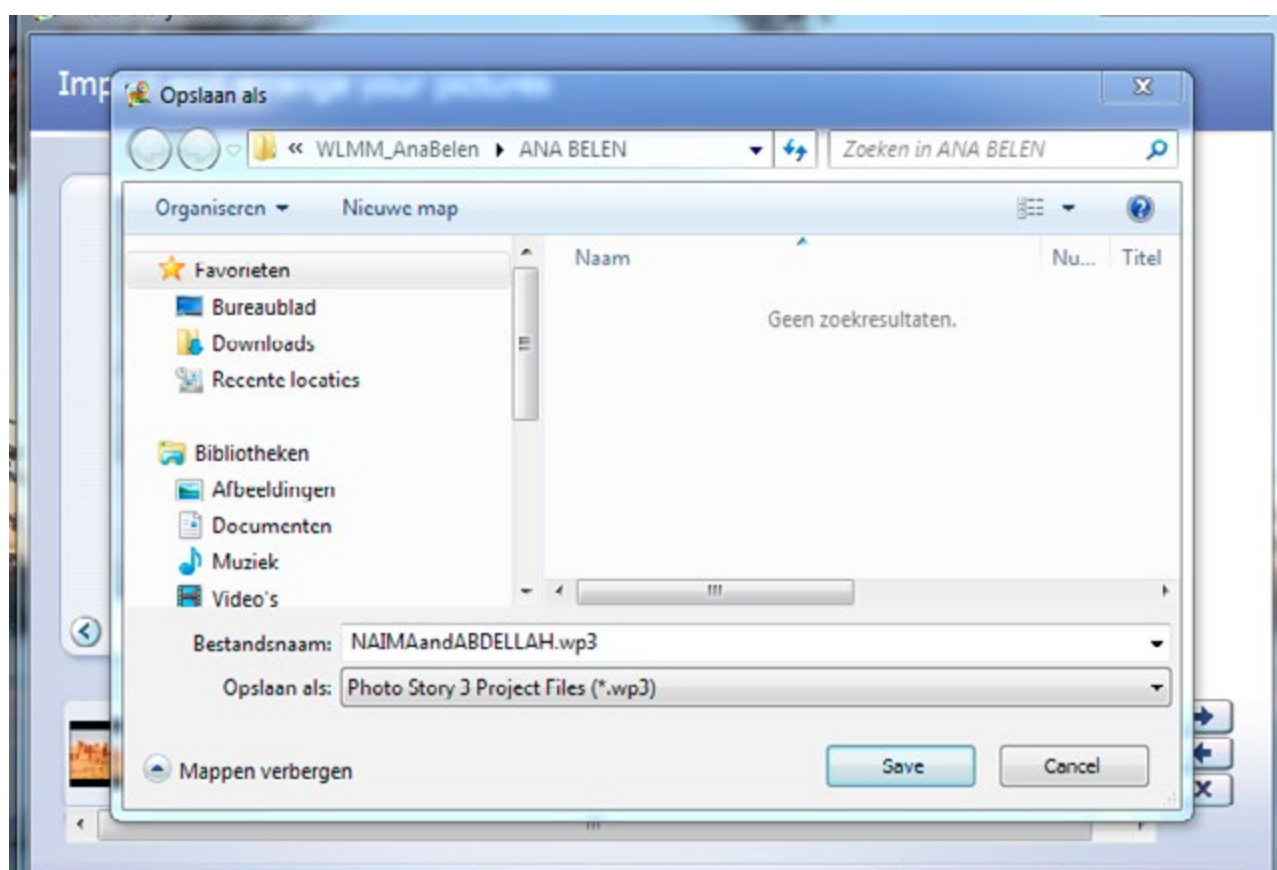 Opslaan als
« WLMM_AnaBelen ▸ ANA BELEN
Zoeken in ANA BELEN
Organiseren
Nieuwe map
Favorieten
Bureaublad
Downloads
Recente locaties
Bibliotheken
Afbeeldingen
Documenten
Muziek
Video's
Naam
Nu...
Titel
Geen zoekresultaten.
Bestandsnaam: NAIMAandABDELLAH.wp3
Opslaan als: Photo Story 3 Project Files (*.wp3)
Mappen verbergen
Save
Cancel